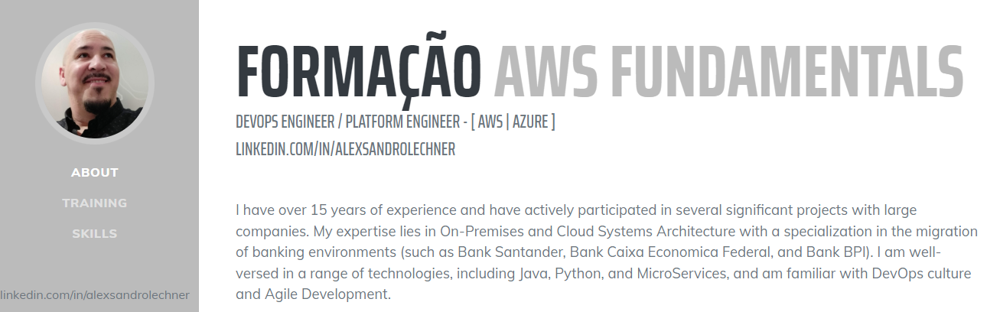 ABOUT
TRAINING
SKILLS
linkedin.com/in/alexsandrolechner
FORMAÇÃO AWS FUNDAMENTALS
DEVOPS ENGINEER / PLATFORM ENGINEER - [ AWS | AZURE ]
LINKEDIN.COM/IN/ALEXSANDROLECHNER
I have over 15 years of experience and have actively participated in several significant projects with large
companies. My expertise lies in On-Premises and Cloud Systems Architecture with a specialization in the migration
of banking environments (such as Bank Santander, Bank Caixa Economica Federal, and Bank BPI). I am well-
versed in a range of technologies, including Java, Python, and MicroServices, and am familiar with DevOps culture
and Agile Development.